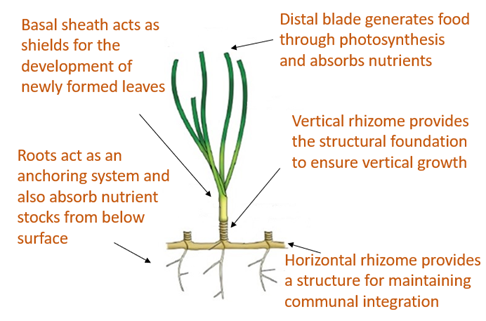 Basal sheath acts as
shields for the
development of
newly formed leaves
Distal blade generates food
through photosynthesis
and absorbs nutrients
Vertical rhizome provides
the structural foundation
to ensure vertical growth
Roots act as an
anchoring system and
also absorb nutrient
stocks from below
surface
Horizontal rhizome provides
a structure for maintaining
communal integration